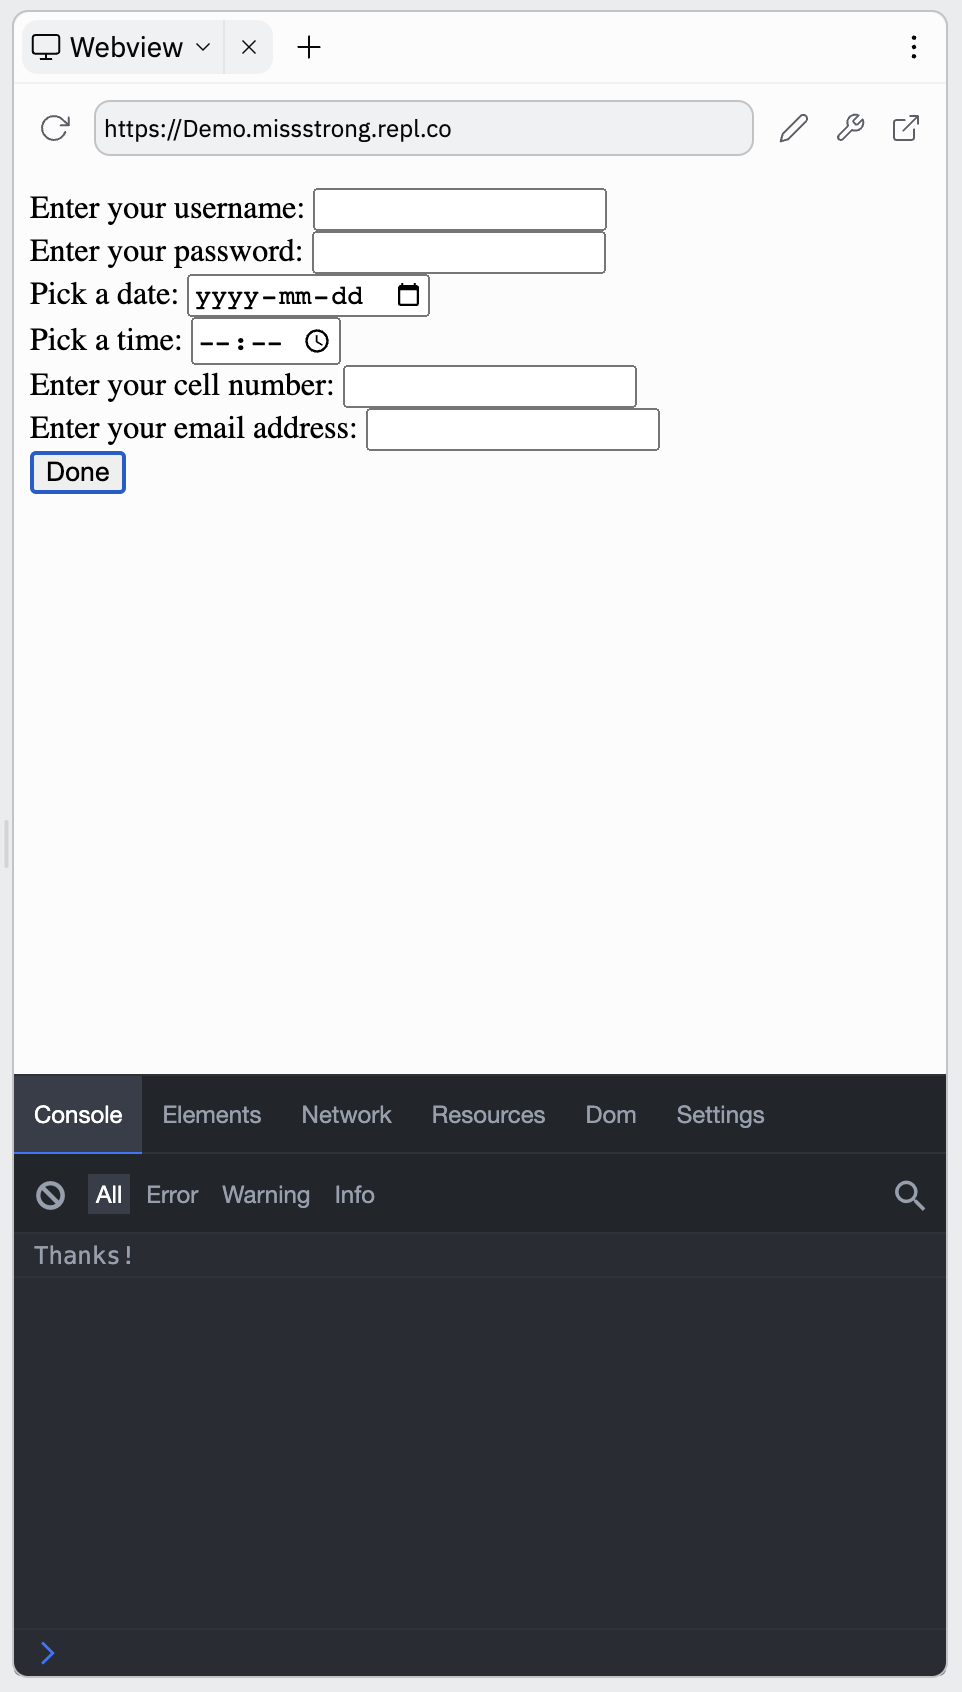 Webview
https://Demo.missstrong.repl.co
Enter your username:
Enter your password:
Pick a date: yyyy-mm-dd
Pick a time: --:--
Enter your cell number:
Enter your email address:
Done
Console Elements Network Resources Dom Settings
All Error Warning Info
Thanks!